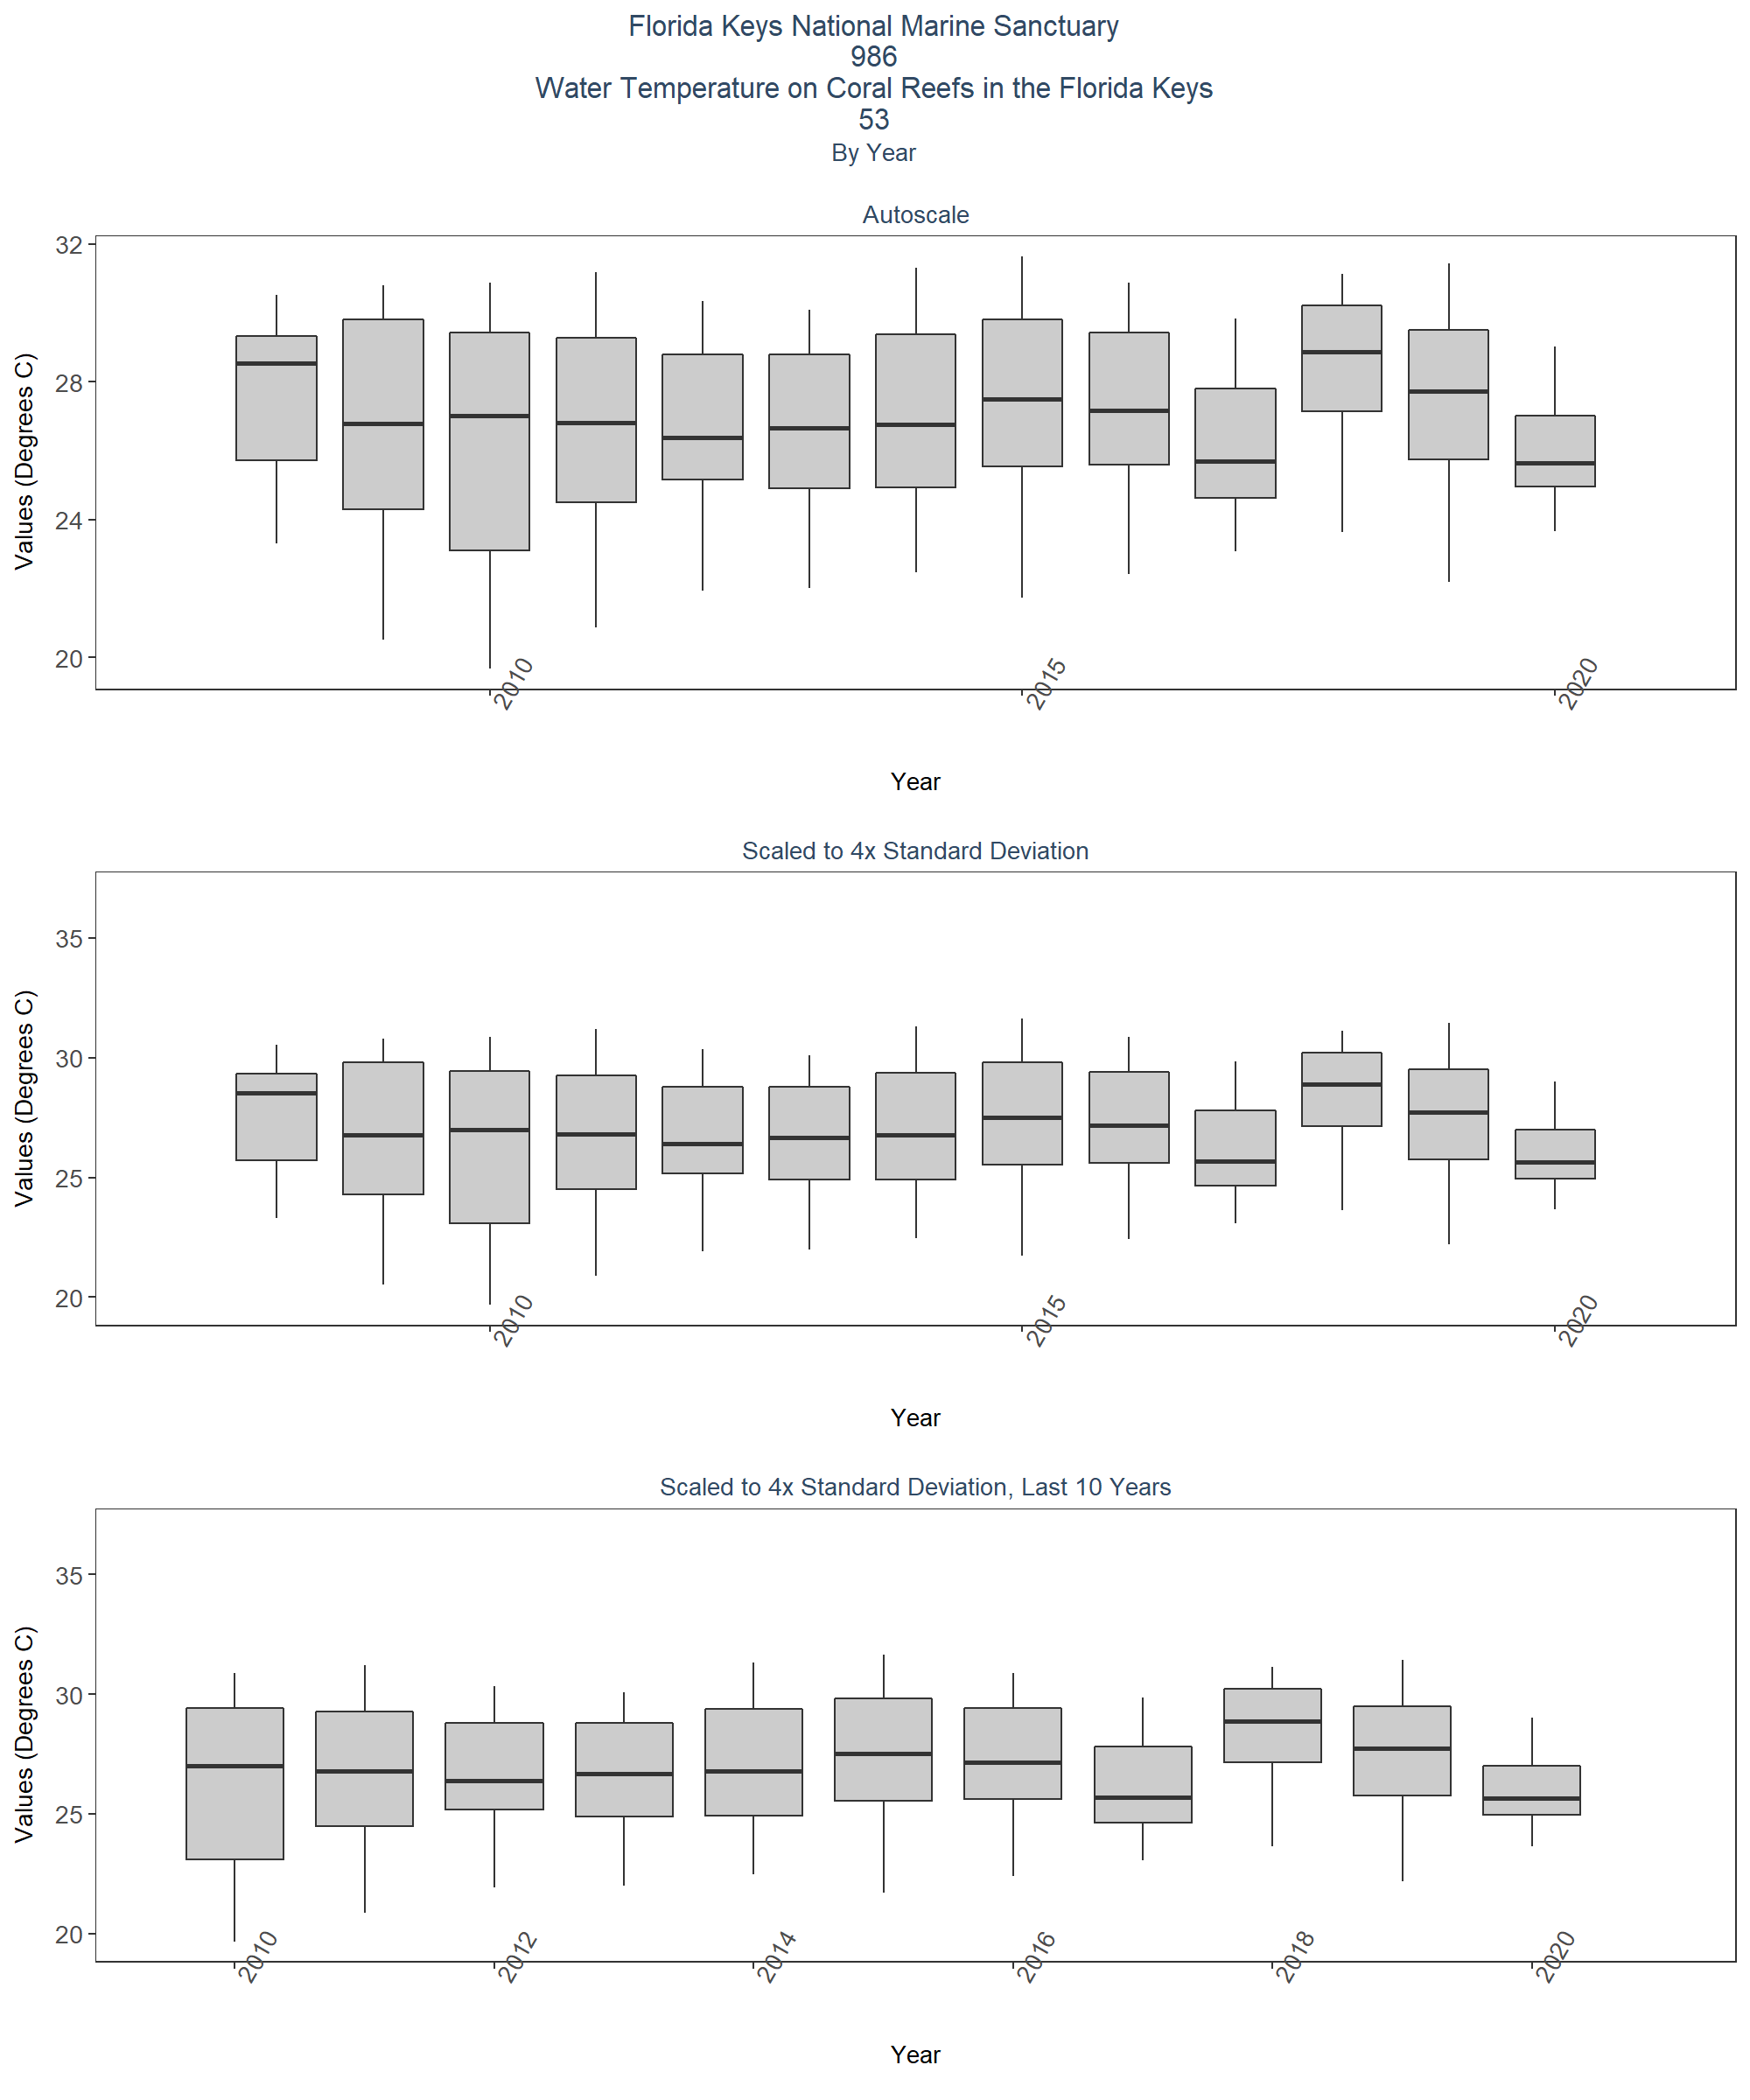 Florida Keys National Marine Sanctuary
986
Water Temperature on Coral Reefs in the Florida Keys
53
By Year
Autoscale
Values (Degrees C)
32
28
24
20
2010
2015
2020
Year
Scaled to 4x Standard Deviation
Values (Degrees C)
35
30
25
20
2010
2015
2020
Year
Scaled to 4x Standard Deviation, Last 10 Years
Values (Degrees C)
35
30
25
20
2010
2012
2014
2016
2018
2020
Year